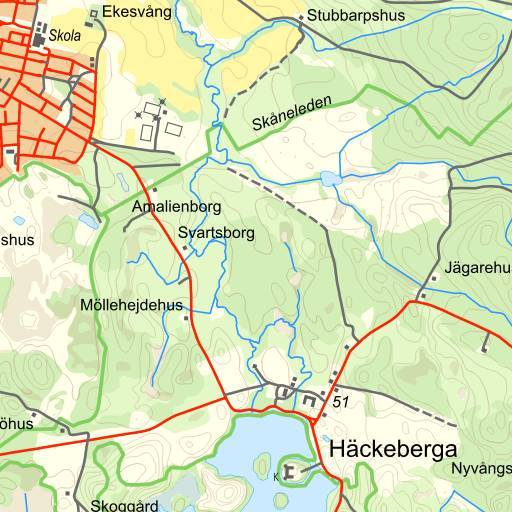 Ekesvång
Stubbarpshus
Skola
Skåneleden
Amalienborg
Svartsborg
shus
Jägarehu
Möllehejdehus
51
öhus
Häckeberga
Nyvångs
K
Skoggård